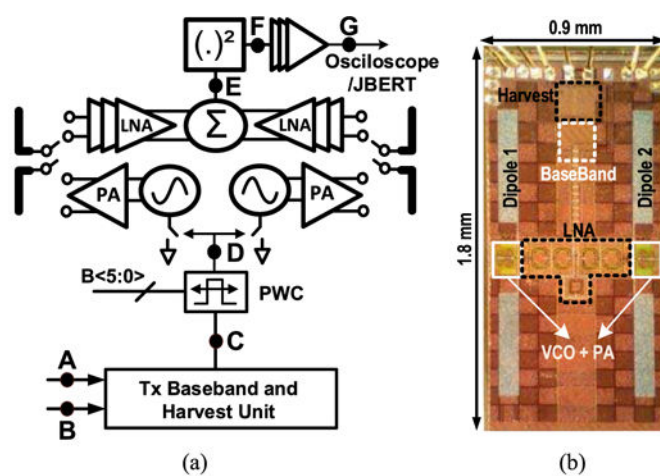 (.)²
F
G
Osciloscope
/JBERT
E
LNA
Σ
LNA
PA
PA
D
B<5:0>
PWC
C
A
B
Tx Baseband and
Harvest Unit
(a)
0.9 mm
1.8 mm
Harvest
BaseBand
Dipole 1
Dipole 2
LNA
VCO + PA
(b)